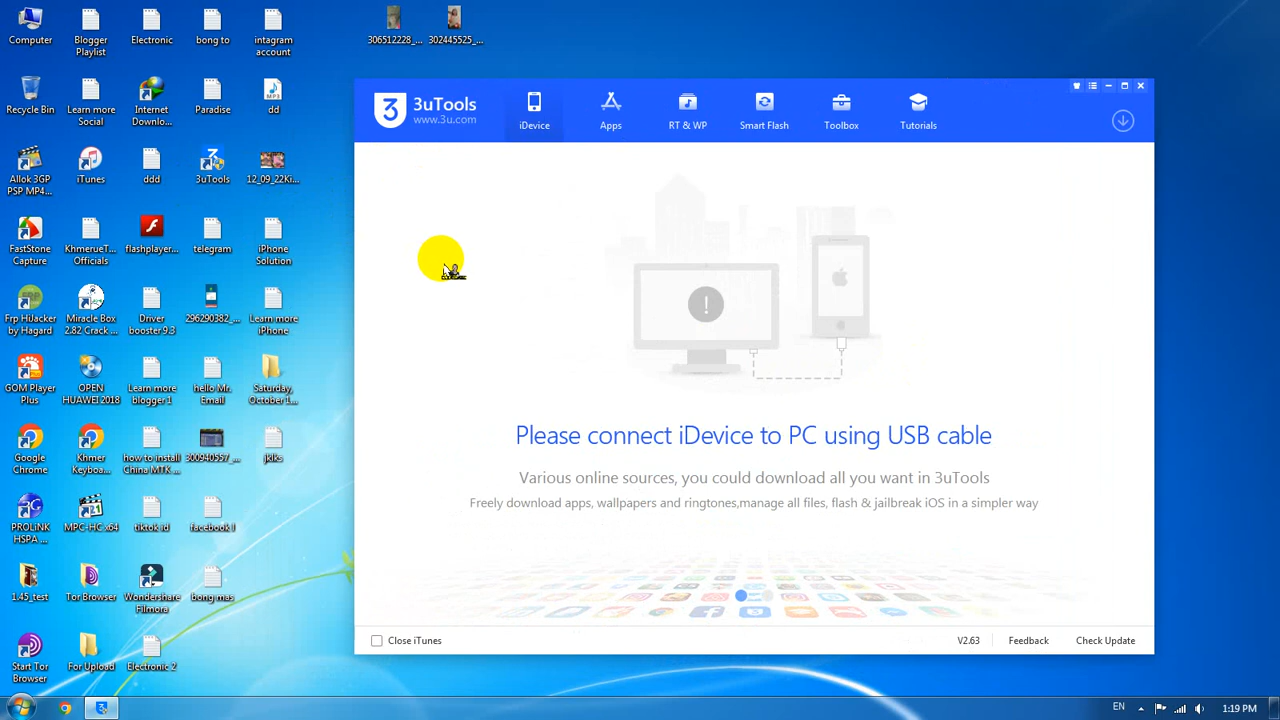 Computer
Blogger
Playlist
Electronic
bong to
intagram
account
306512228_...
302445525_...
Recycle Bin
Learn more
Social
Internet
Downlo...
Paradise
dd
Allok 3GP
PSP MP4...
iTunes
ddd
3uTools
12_09_22Ki...
FastStone
Capture
KhmerueT...
Officials
flashplayer...
telegram
iPhone
Solution
Frp HiJacker
by Hagard
Miracle Box
2.82 Crack ...
Driver
booster 9.3
296290382_...
Learn more
iPhone
GOM Player
Plus
OPEN
HUAWEI 2018
Learn more
blogger 1
hello Mr.
Email
Saturday,
October 1...
Google
Chrome
Khmer
Keyboa...
how to install
China MTK ...
300940557_...
jklks
PROLiNK
HSPA ...
MPC-HC x64
tiktok id
facebook l
1.45_test
Tor Browser
Wondershare
Filmora
bong mas
Start Tor
Browser
For Upload
Electronic 2
3uTools
www.3u.com
iDevice
Apps
RT & WP
Smart Flash
Toolbox
Tutorials
Please connect iDevice to PC using USB cable
Various online sources, you could download all you want in 3uTools
Freely download apps, wallpapers and ringtones,manage all files, flash & jailbreak iOS in a simpler way
Close iTunes
V2.63
Feedback
Check Update
EN
1:19 PM